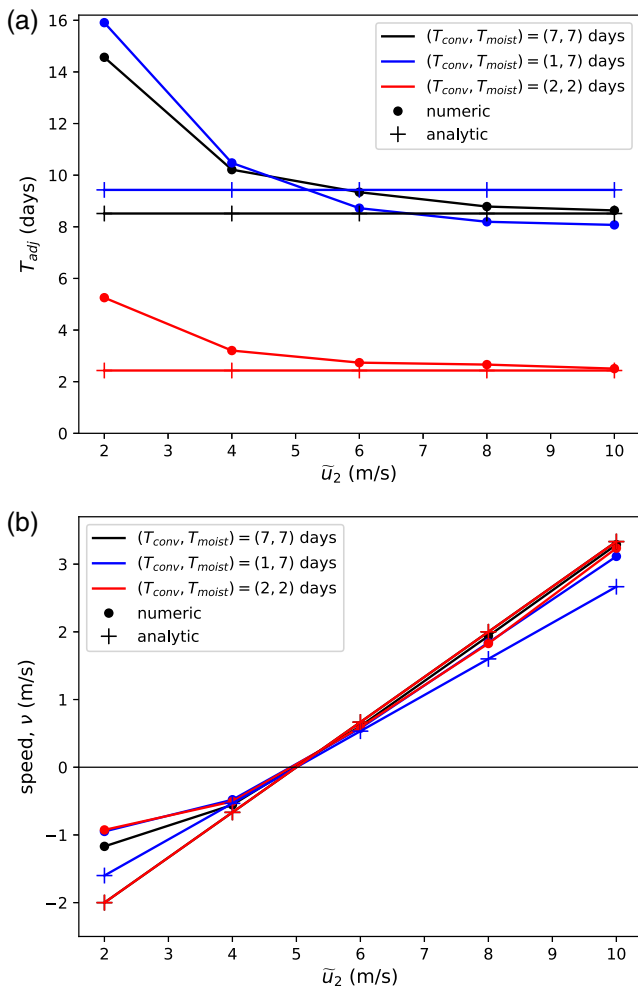 (a)
16
14
12
10
8
6
4
2
0
T_adj (days)
(T_conv, T_moist) = (7, 7) days
(T_conv, T_moist) = (1, 7) days
(T_conv, T_moist) = (2, 2) days
numeric
analytic
2 3 4 5 6 7 8 9 10
ũ₂ (m/s)
(b)
3
2
1
0
−1
−2
speed, ν (m/s)
(T_conv, T_moist) = (7, 7) days
(T_conv, T_moist) = (1, 7) days
(T_conv, T_moist) = (2, 2) days
numeric
analytic
2 3 4 5 6 7 8 9 10
ũ₂ (m/s)